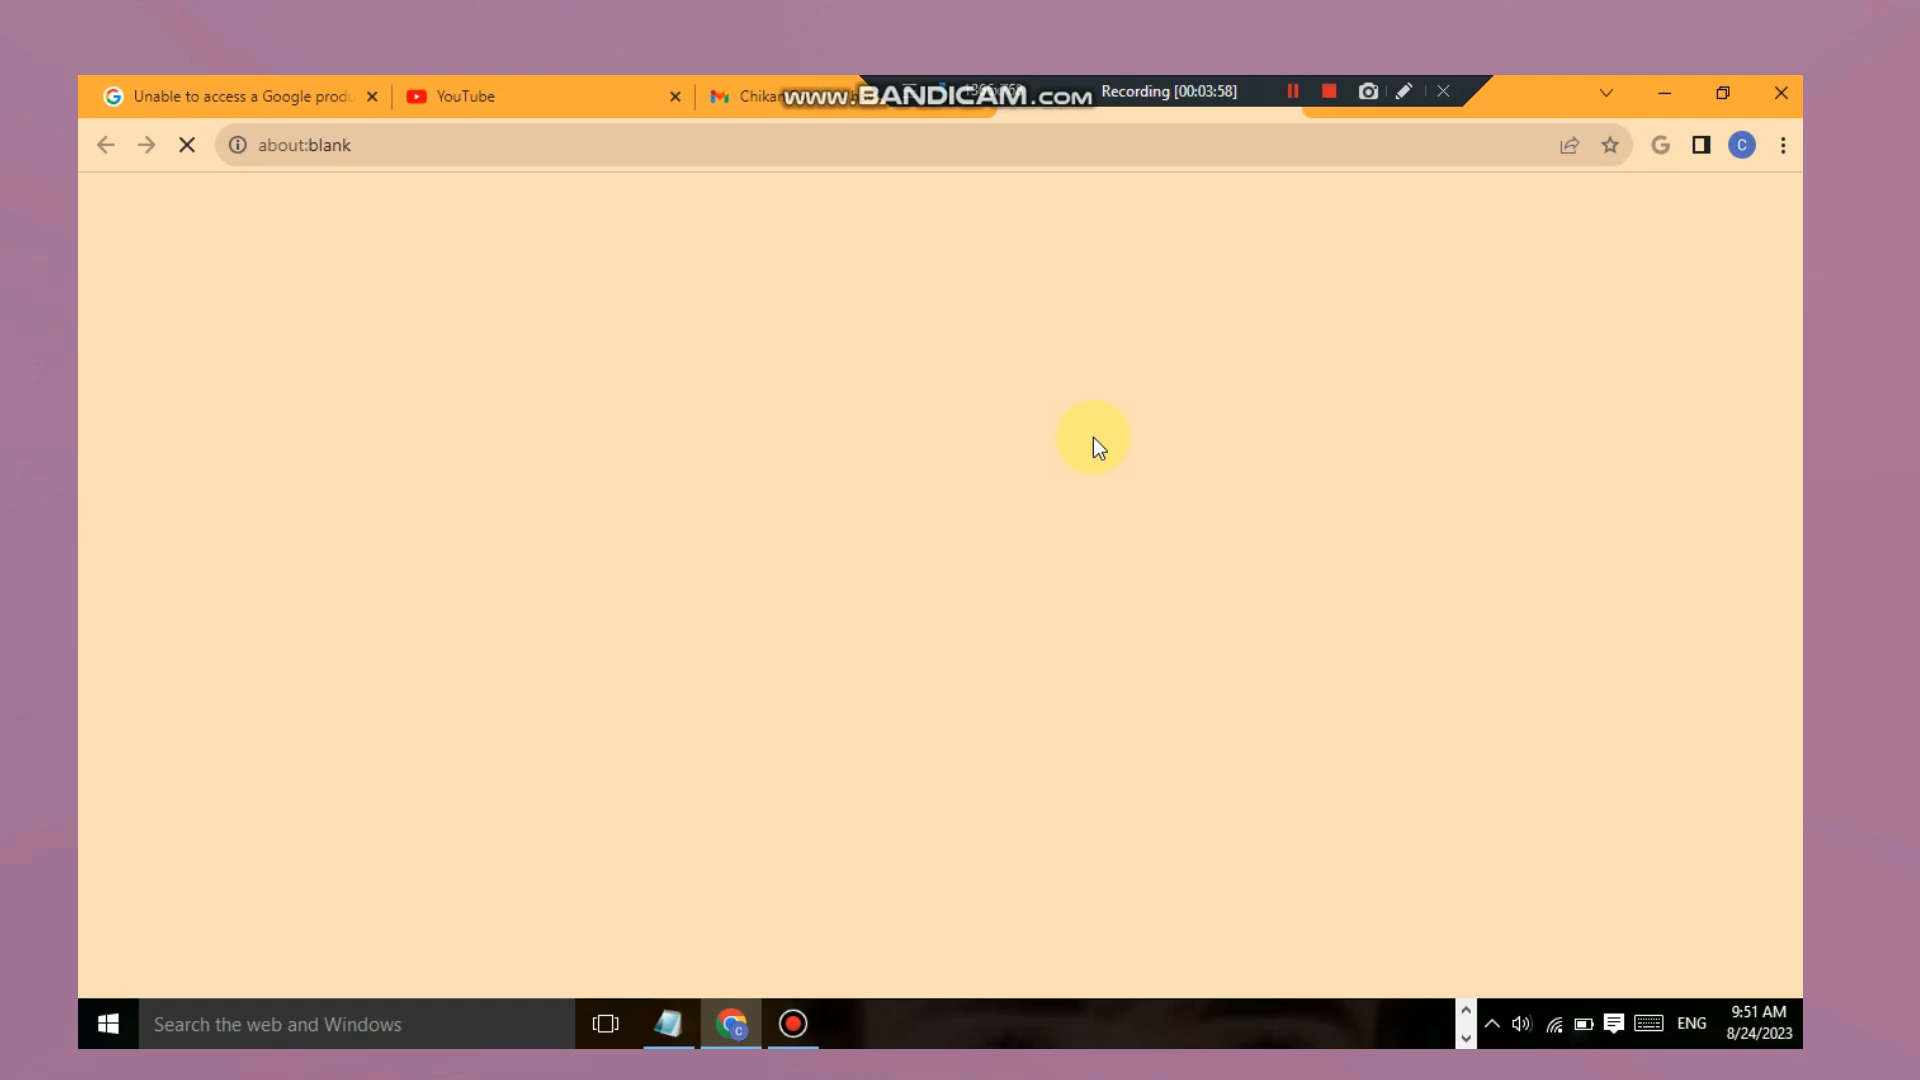 Unable to access a Google produ
YouTube
Chikan
www.BANDICAM.com
Recording [00:03:58]
about:blank
C
Search the web and Windows
ENG
9:51 AM
8/24/2023